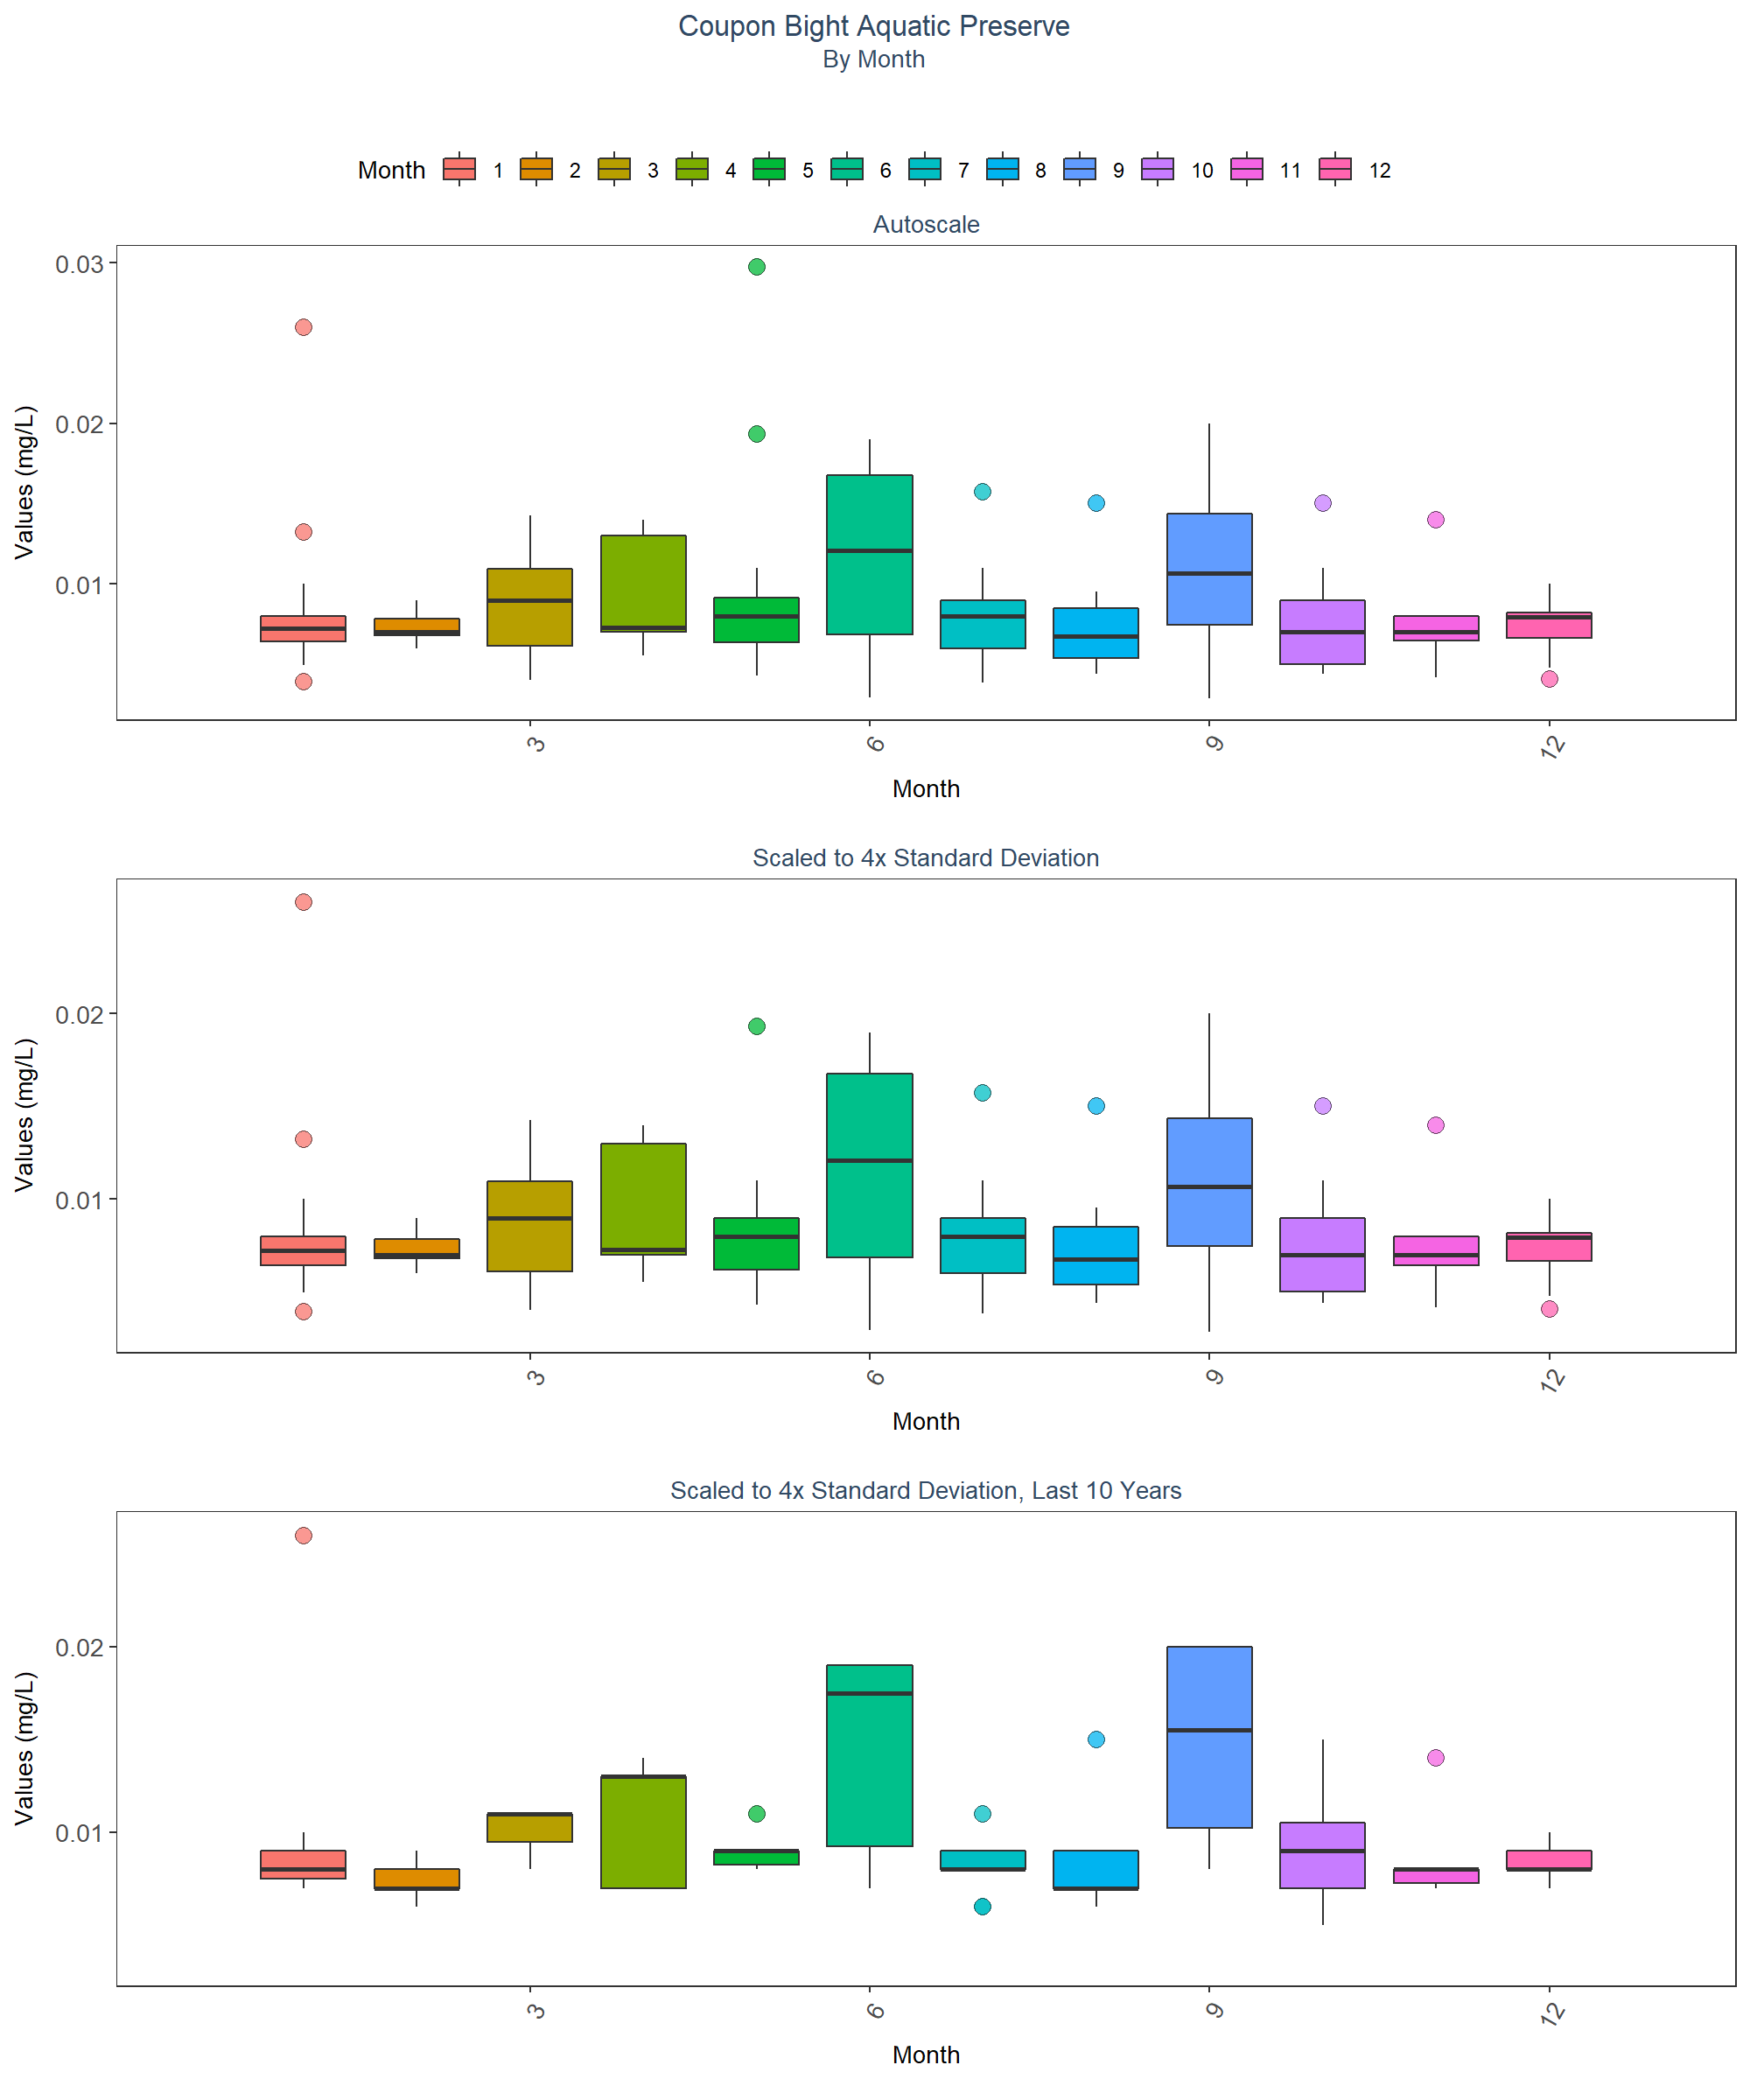 Coupon Bight Aquatic Preserve
By Month
Month 1 2 3 4 5 6 7 8 9 10 11 12
Autoscale
Values (mg/L)
0.03
0.02
0.01
3 6 9 12
Month
Scaled to 4x Standard Deviation
Values (mg/L)
0.02
0.01
3 6 9 12
Month
Scaled to 4x Standard Deviation, Last 10 Years
Values (mg/L)
0.02
0.01
3 6 9 12
Month